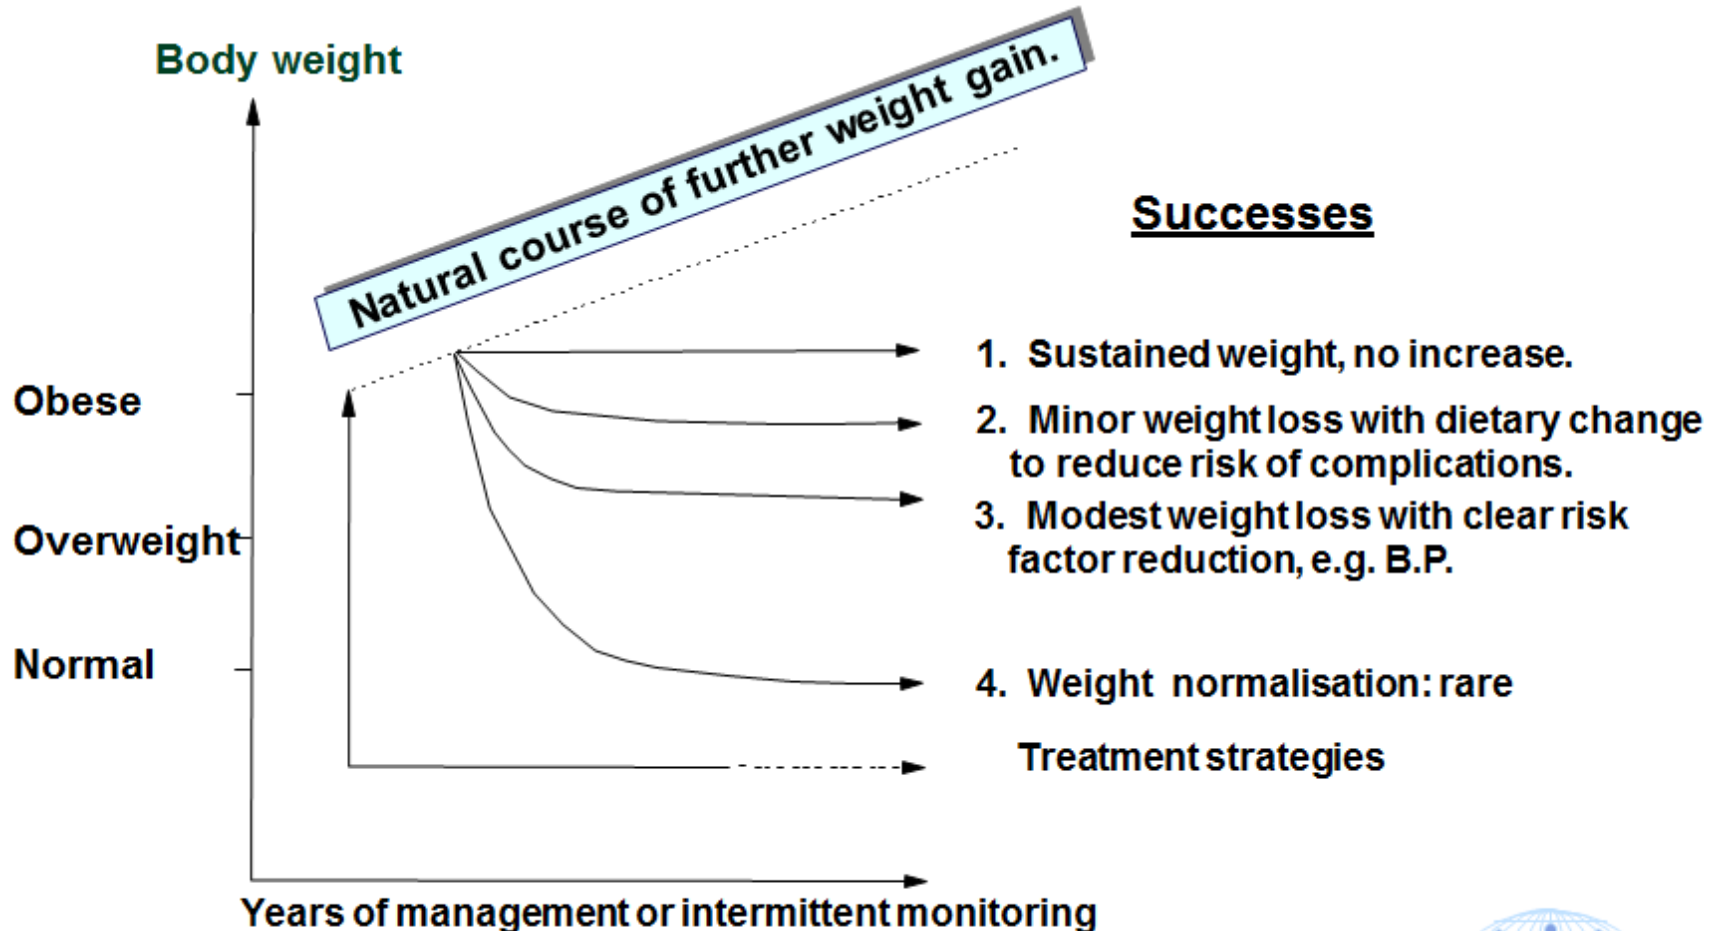 Body weight
Natural course of further weight gain.
Successes
Obese
Overweight
Normal
1. Sustained weight, no increase.
2. Minor weight loss with dietary change
to reduce risk of complications.
3. Modest weight loss with clear risk
factor reduction, e.g. B.P.
4. Weight normalisation: rare
Treatment strategies
Years of management or intermittent monitoring